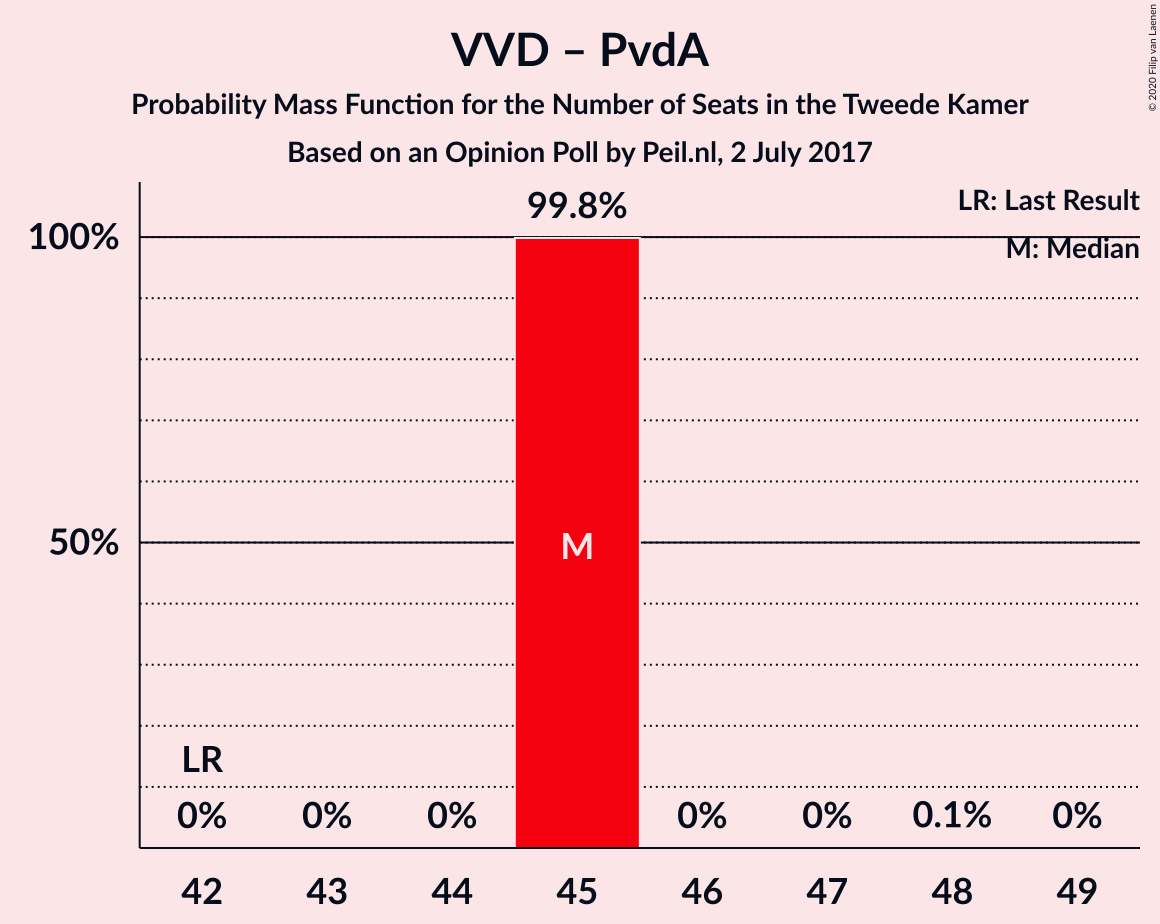 VVD – PvdA
Probability Mass Function for the Number of Seats in the Tweede Kamer
Based on an Opinion Poll by Peil.nl, 2 July 2017
© 2020 Filip van Laenen
LR: Last Result
M: Median
99.8%
100%
50%
M
LR
0% 0% 0% 0% 0% 0.1% 0%
42 43 44 45 46 47 48 49